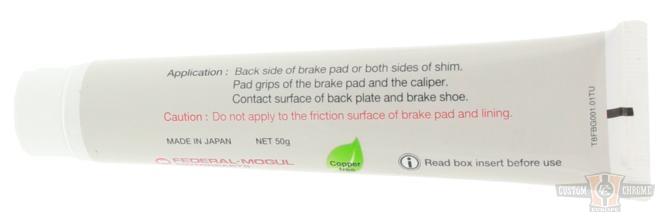 Application : Back side of brake pad or both sides of shim.
Pad grips of the brake pad and the caliper.
Contact surface of back plate and brake shoe.
Caution : Do not apply to the friction surface of brake pad and lining.
MADE IN JAPAN NET 50g
FEDERAL-MOGUL
Copper
free
i Read box insert before use
TBFBG001.01TU
CUSTOM CHROME
EUROPE